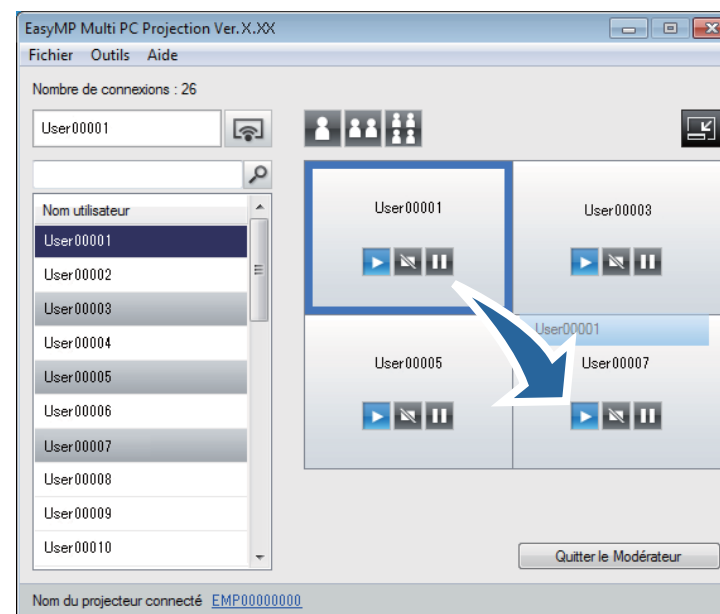 EasyMP Multi PC Projection Ver.X.XX
Fichier Outils Aide
Nombre de connexions : 26
User00001
Nom utilisateur
User00001
User00002
User00003
User00004
User00005
User00006
User00007
User00008
User00009
User00010
User00001
User00003
User00001
User00005
User00007
Quitter le Modérateur
Nom du projecteur connecté EMP00000000